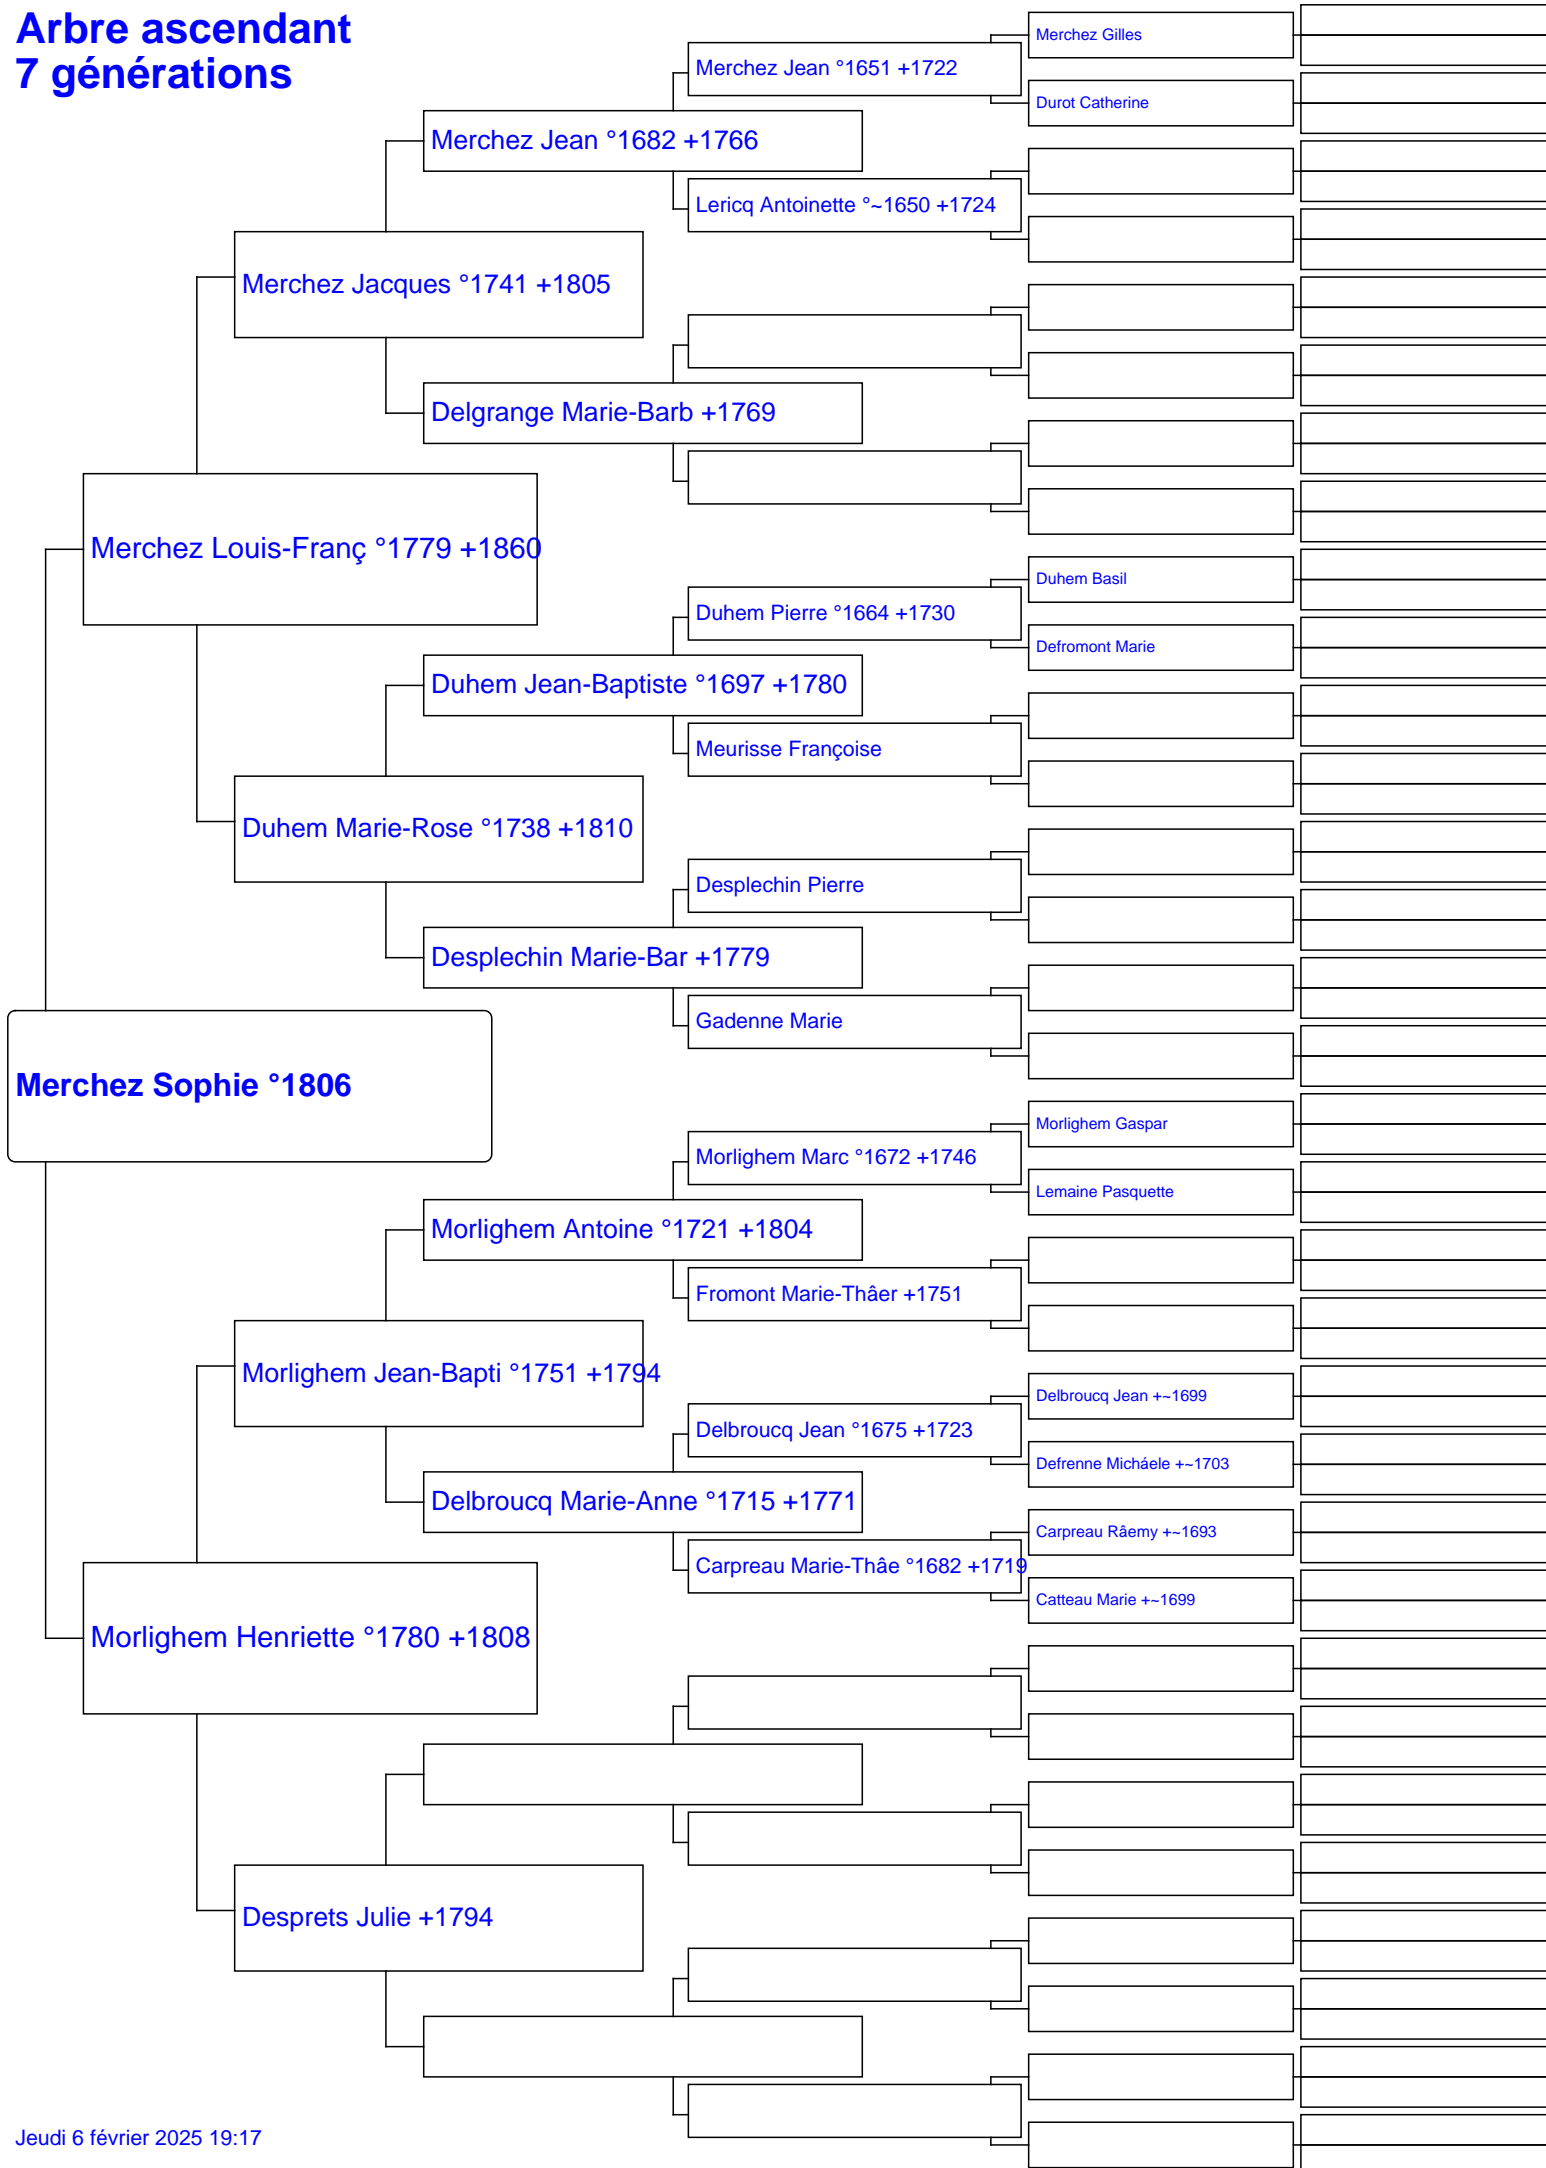 Arbre ascendant
7 générations
Merchez Gilles
Merchez Jean °1651 +1722
Durot Catherine
Merchez Jean °1682 +1766
Lericq Antoinette °~1650 +1724
Merchez Jacques °1741 +1805
Delgrange Marie-Barb +1769
Merchez Louis-Franç °1779 +1860
Duhem Basil
Duhem Pierre °1664 +1730
Defromont Marie
Duhem Jean-Baptiste °1697 +1780
Meurisse Françoise
Duhem Marie-Rose °1738 +1810
Desplechin Pierre
Desplechin Marie-Bar +1779
Gadenne Marie
Merchez Sophie °1806
Morlighem Gaspar
Morlighem Marc °1672 +1746
Lemaine Pasquette
Morlighem Antoine °1721 +1804
Fromont Marie-Thâer +1751
Morlighem Jean-Bapti °1751 +1794
Delbroucq Jean +~1699
Delbroucq Jean °1675 +1723
Defrenne Micháele +~1703
Delbroucq Marie-Anne °1715 +1771
Carpreau Râemy +~1693
Carpreau Marie-Thâe °1682 +1719
Catteau Marie +~1699
Morlighem Henriette °1780 +1808
Desprets Julie +1794
Jeudi 6 février 2025 19:17